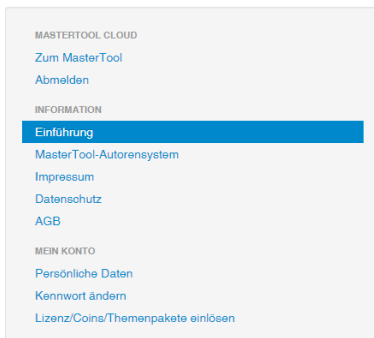 MASTERTOOL CLOUD
Zum MasterTool
Abmelden
INFORMATION
Einführung
MasterTool-Autorensystem
Impressum
Datenschutz
AGB
MEIN KONTO
Persönliche Daten
Kennwort ändern
Lizenz/Coins/Themenpakete einlösen